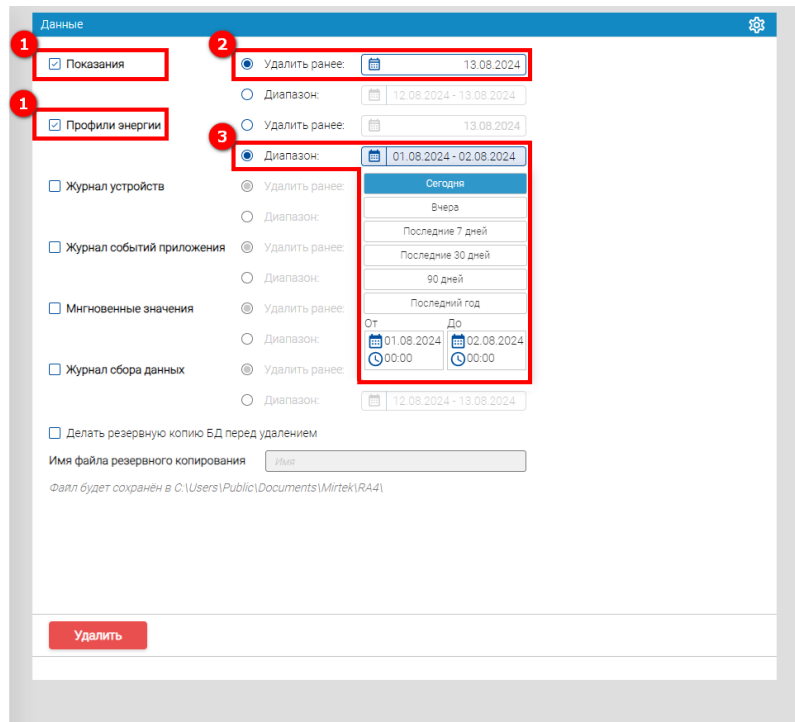 Данные
1
2
Показания
Удалить ранее:
13.08.2024
Диапазон:
12.08.2024 - 13.08.2024
1
Профили энергии
Удалить ранее:
13.08.2024
3
Диапазон:
01.08.2024 - 02.08.2024
Сегодня
Журнал устройств
Удалить ранее:
Вчера
Диапазон:
Последние 7 дней
Журнал событий приложения
Удалить ранее:
Последние 30 дней
Диапазон:
90 дней
Мнгновенные значения
Удалить ранее:
Последний год
От До
Диапазон:
01.08.2024 02.08.2024
00:00 00:00
Журнал сбора данных
Удалить ранее:
Диапазон:
12.08.2024 - 13.08.2024
Делать резервную копию БД перед удалением
Имя файла резервного копирования
Имя
Файл будет сохранён в C:\Users\Public\Documents\Mirtek\RA4\
Удалить